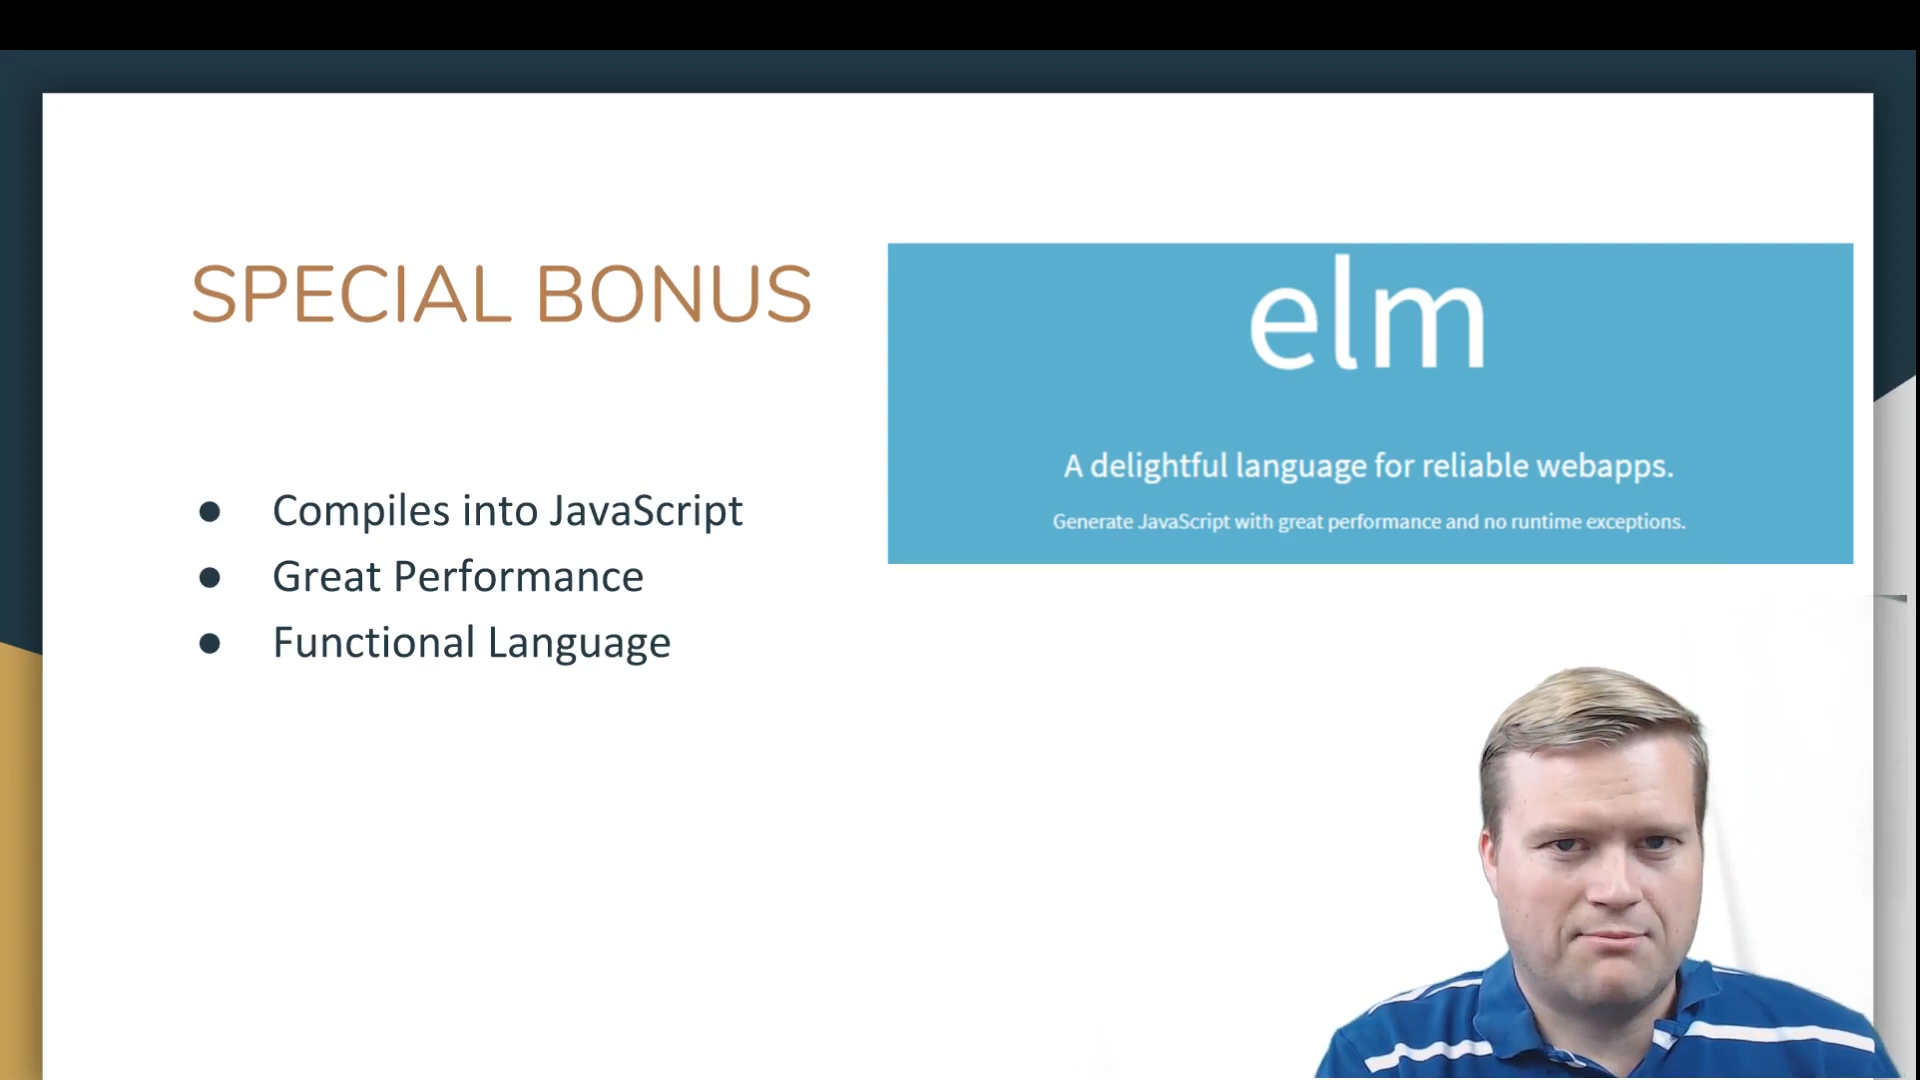 SPECIAL BONUS
elm
A delightful language for reliable webapps.
Generate JavaScript with great performance and no runtime exceptions.
● Compiles into JavaScript
● Great Performance
● Functional Language